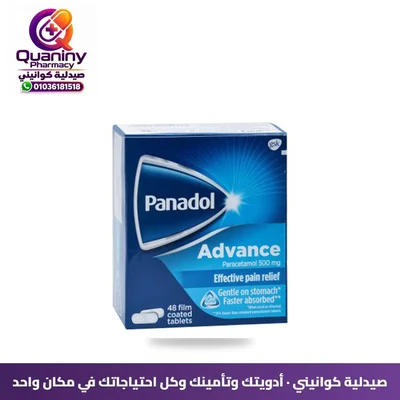 Quaniny
Pharmacy
صيدلية كوانيني
01036181518
gsk
Panadol
Advance
Paracetamol 500 mg
Effective pain relief
Gentle on stomach^
Faster absorbed**
48 film
coated
tablets
صيدلية كوانيني - أدويتك وتأمينك وكل احتياجاتك في مكان واحد